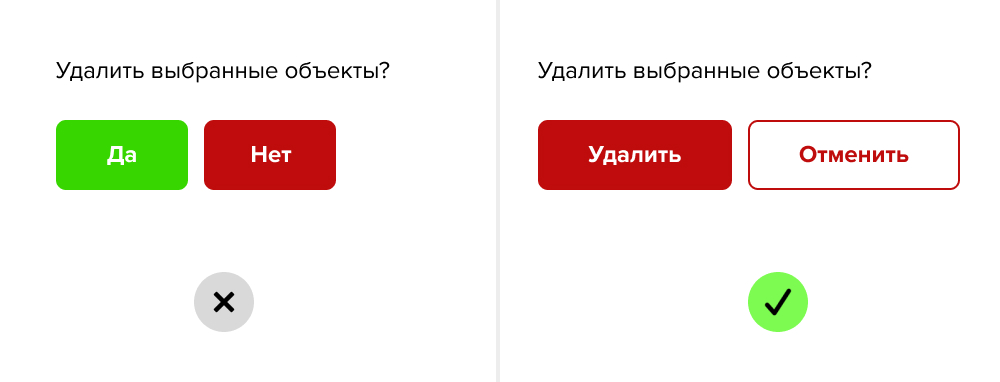 Удалить выбранные объекты?
Да
Нет
Удалить выбранные объекты?
Удалить
Отменить